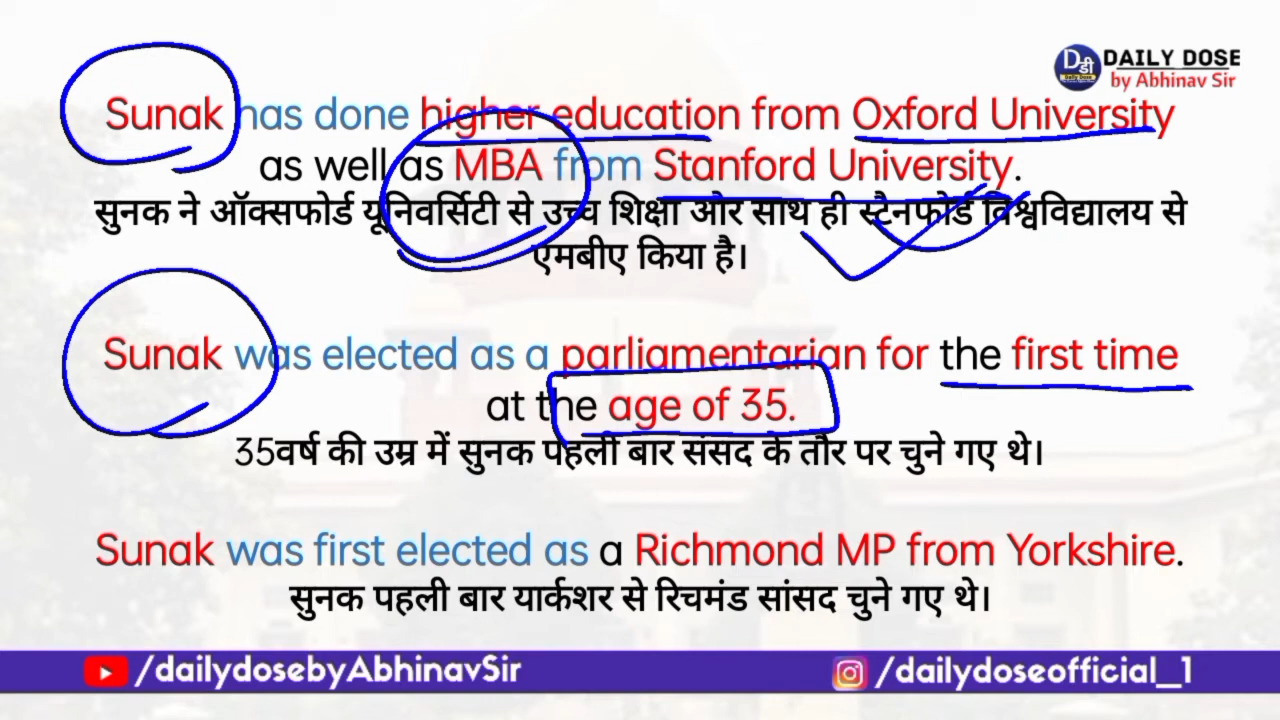 DAILY DOSE
by Abhinav Sir
Sunak has done higher education from Oxford University
as well as MBA from Stanford University.
सुनक ने ऑक्सफोर्ड यूनिवर्सिटी से उच्च शिक्षा और साथ ही स्टैनफोर्ड विश्वविद्यालय से
एमबीए किया है।
Sunak was elected as a parliamentarian for the first time
at the age of 35.
35वर्ष की उम्र में सुनक पहली बार संसद के तौर पर चुने गए थे।
Sunak was first elected as a Richmond MP from Yorkshire.
सुनक पहली बार यार्कशर से रिचमंड सांसद चुने गए थे।
/dailydosebyAbhinavSir
/dailydoseofficial_1